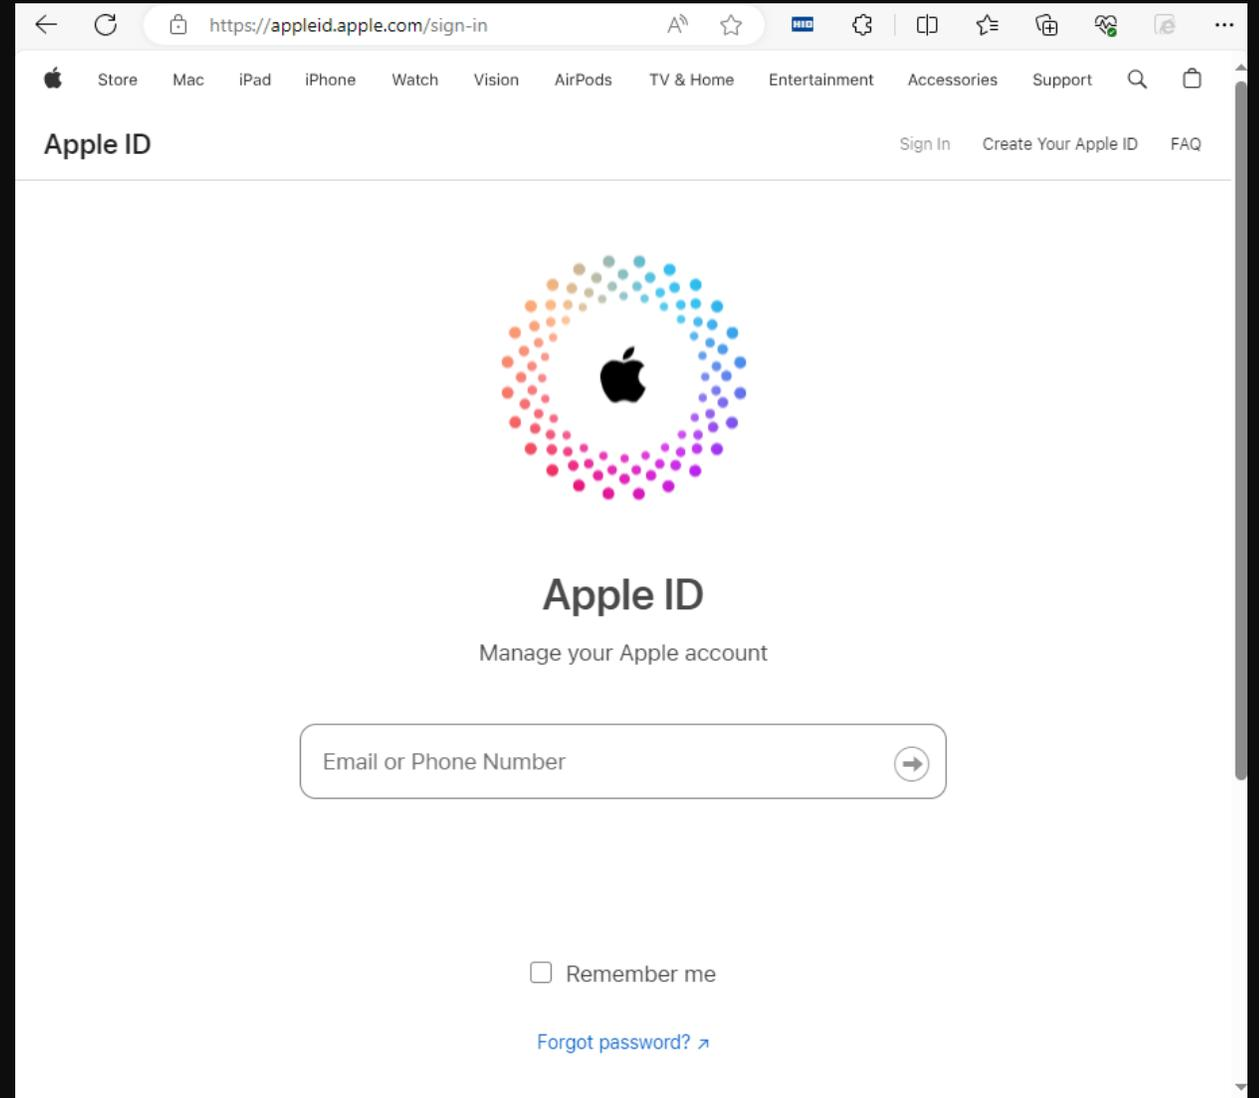 https://appleid.apple.com/sign-in A HID
Store Mac iPad iPhone Watch Vision AirPods TV & Home Entertainment Accessories Support
Apple ID Sign In Create Your Apple ID FAQ
Apple ID
Manage your Apple account
Email or Phone Number
Remember me
Forgot password? ↗